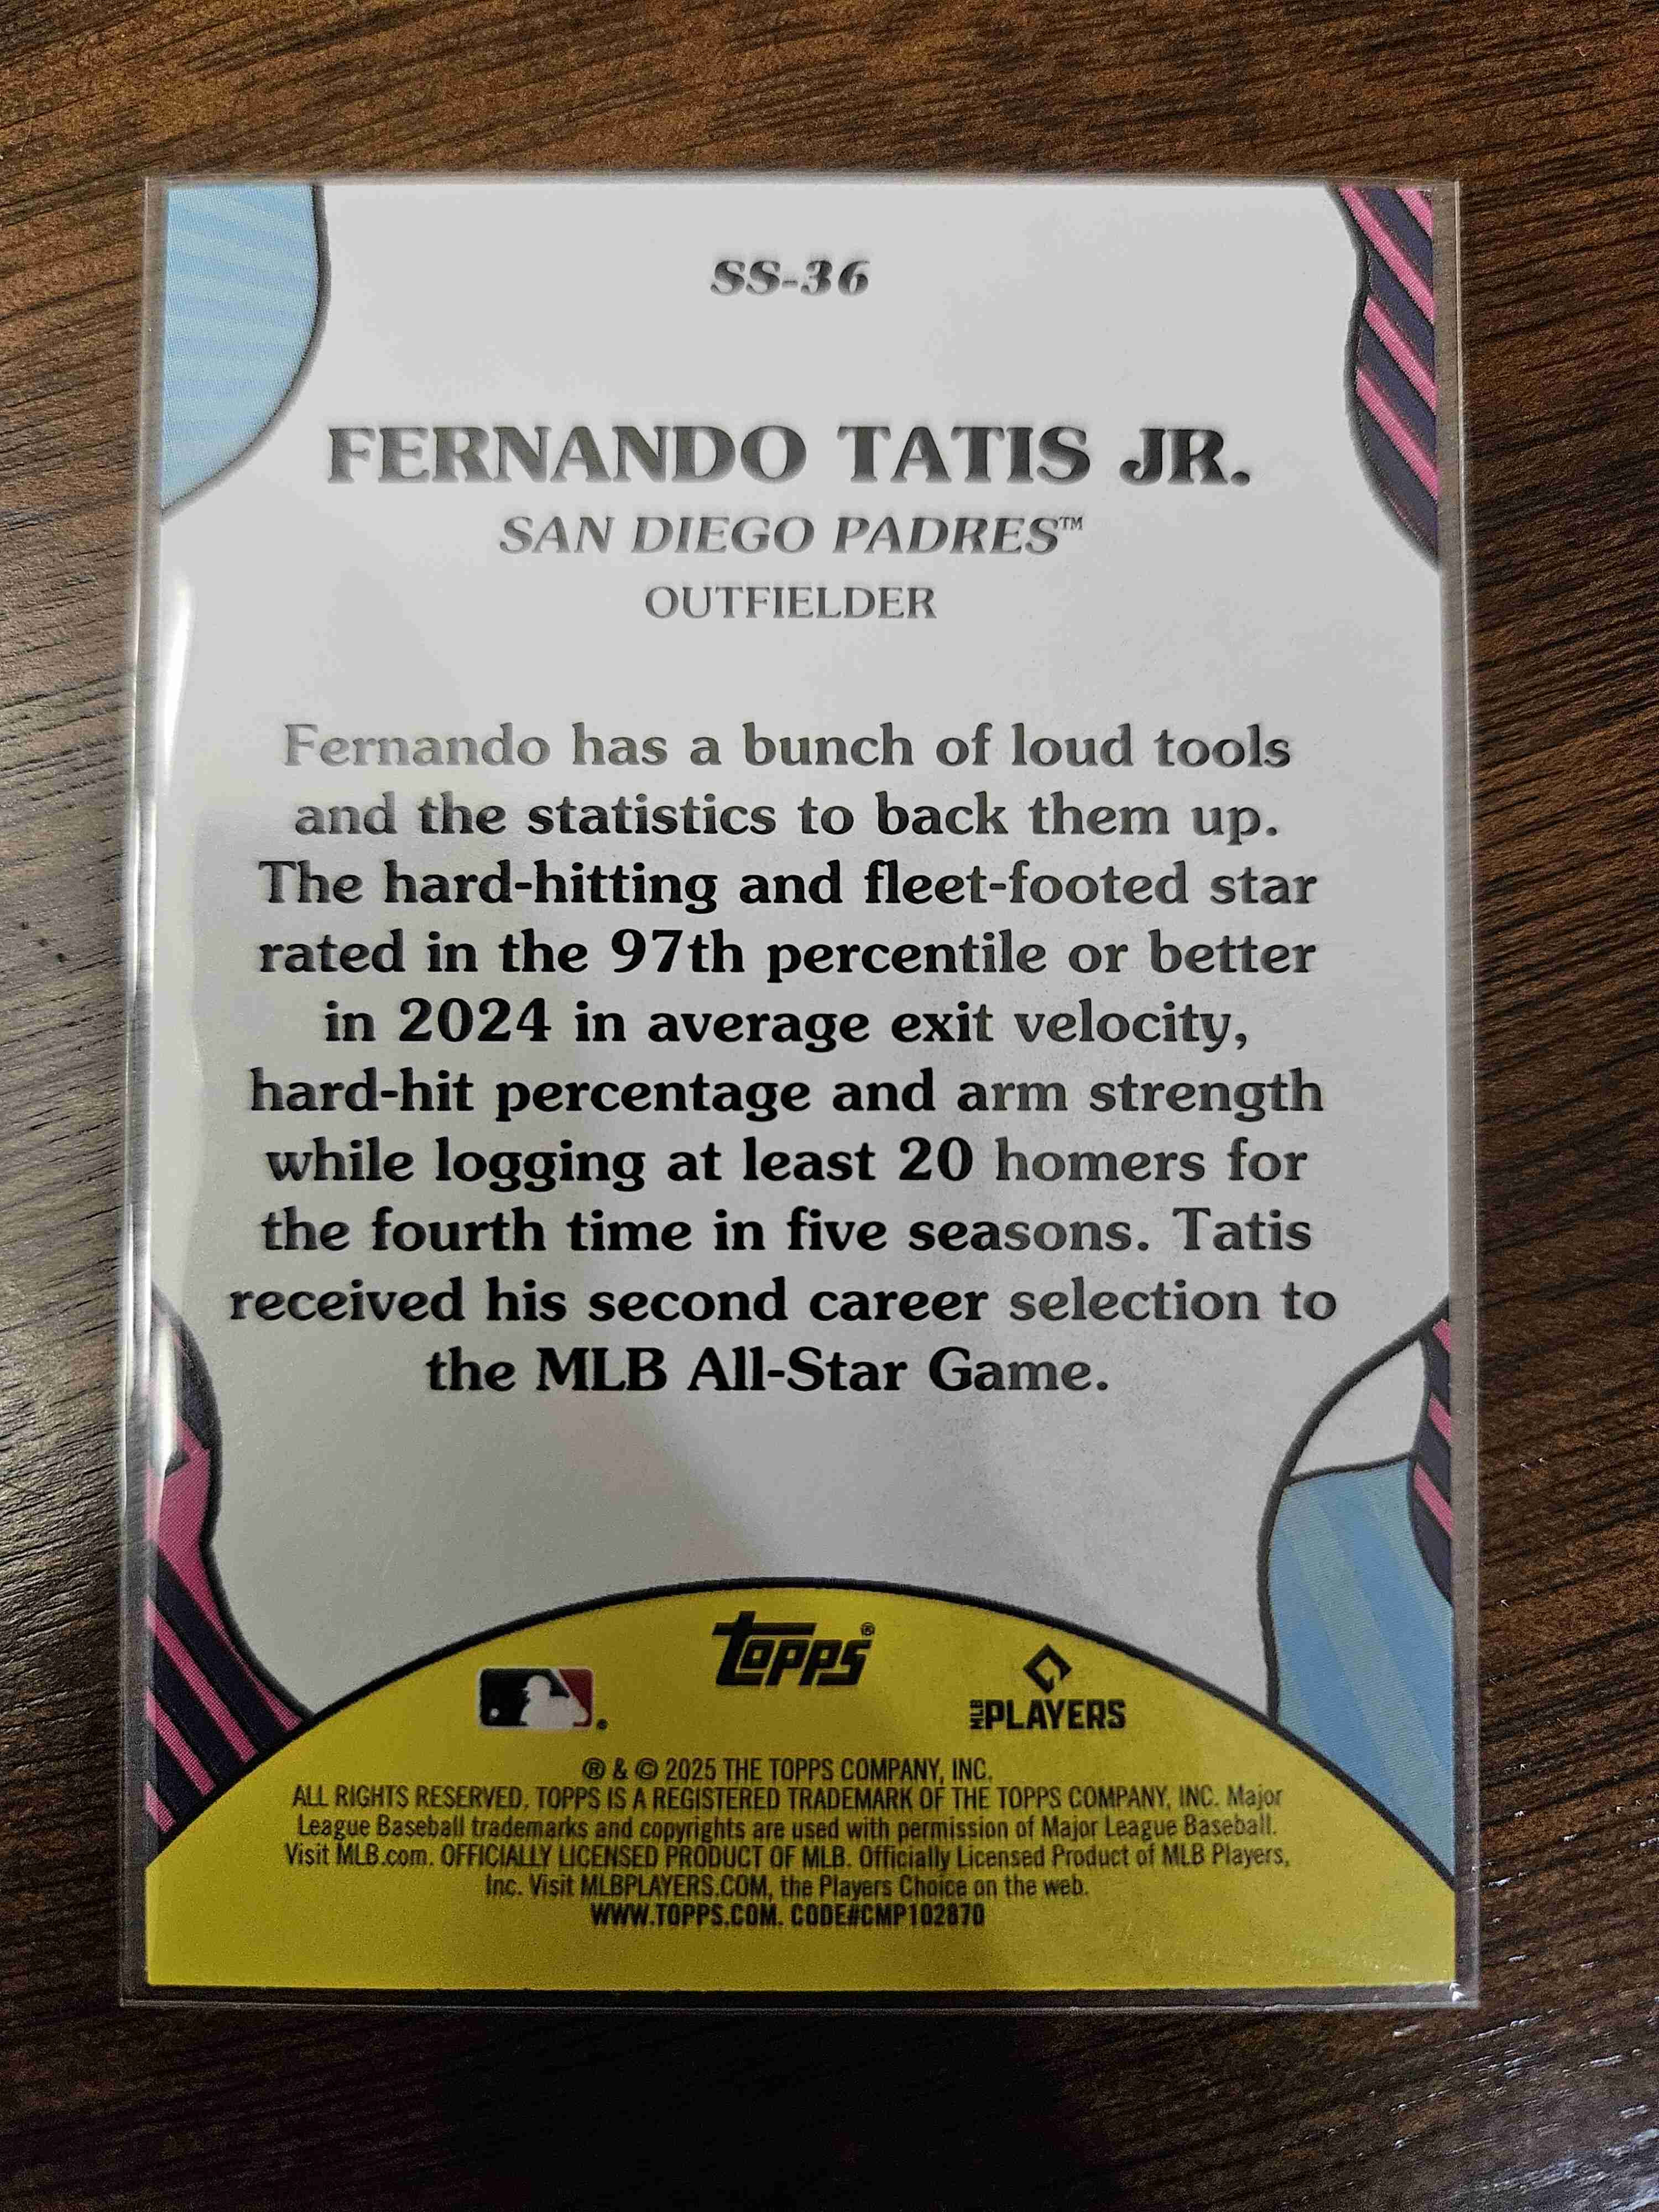 SS-36
FERNANDO TATIS JR.
SAN DIEGO PADRES™
OUTFIELDER
Fernando has a bunch of loud tools
and the statistics to back them up.
The hard-hitting and fleet-footed star
rated in the 97th percentile or better
in 2024 in average exit velocity,
hard-hit percentage and arm strength
while logging at least 20 homers for
the fourth time in five seasons. Tatis
received his second career selection to
the MLB All-Star Game.
topps®
®
MLB PLAYERS
® & © 2025 THE TOPPS COMPANY, INC.
ALL RIGHTS RESERVED. TOPPS IS A REGISTERED TRADEMARK OF THE TOPPS COMPANY, INC. Major
League Baseball trademarks and copyrights are used with permission of Major League Baseball.
Visit MLB.com. OFFICIALLY LICENSED PRODUCT OF MLB. Officially Licensed Product of MLB Players,
Inc. Visit MLBPLAYERS.COM, the Players Choice on the web.
WWW.TOPPS.COM. CODE#CMP102870